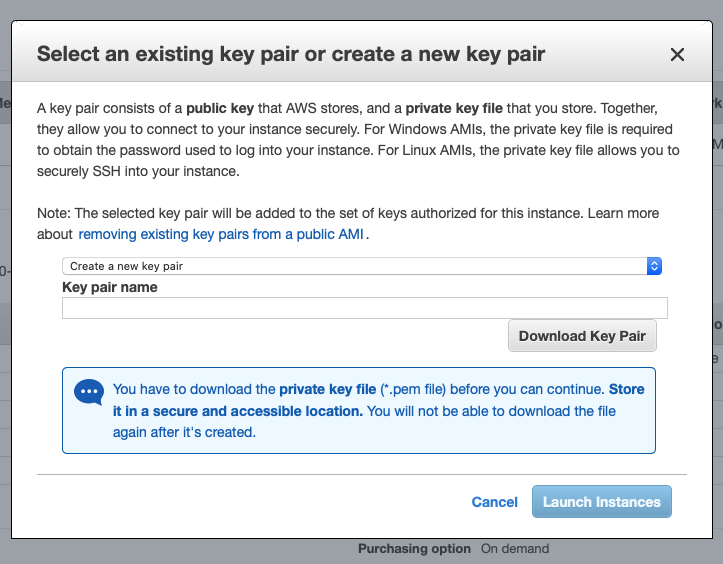 Select an existing key pair or create a new key pair
A key pair consists of a public key that AWS stores, and a private key file that you store. Together,
they allow you to connect to your instance securely. For Windows AMIs, the private key file is required
to obtain the password used to log into your instance. For Linux AMIs, the private key file allows you to
securely SSH into your instance.
Note: The selected key pair will be added to the set of keys authorized for this instance. Learn more
about removing existing key pairs from a public AMI.
Create a new key pair
Key pair name
Download Key Pair
You have to download the private key file (*.pem file) before you can continue. Store
it in a secure and accessible location. You will not be able to download the file
again after it's created.
Cancel
Launch Instances
Purchasing option On demand